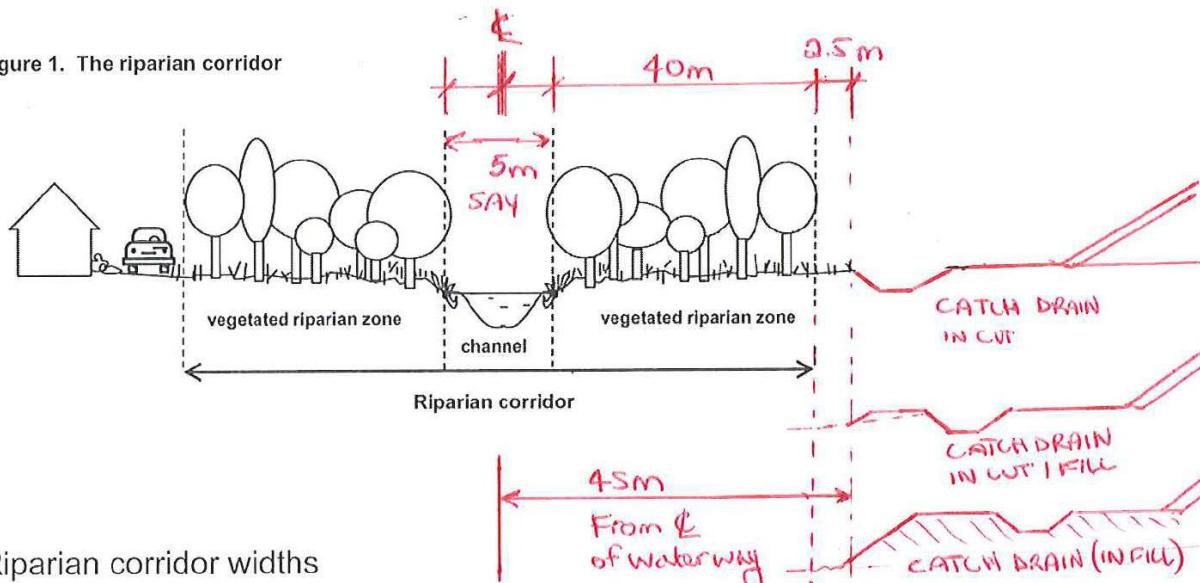 gure 1. The riparian corridor
℄
40m
2.5m
5m
SAY
vegetated riparian zone
channel
vegetated riparian zone
Riparian corridor
CATCH DRAIN
IN CUT
CATCH DRAIN
IN CUT / FILL
45m
From ℄
of waterway
CATCH DRAIN (IN FILL)
Riparian corridor widths